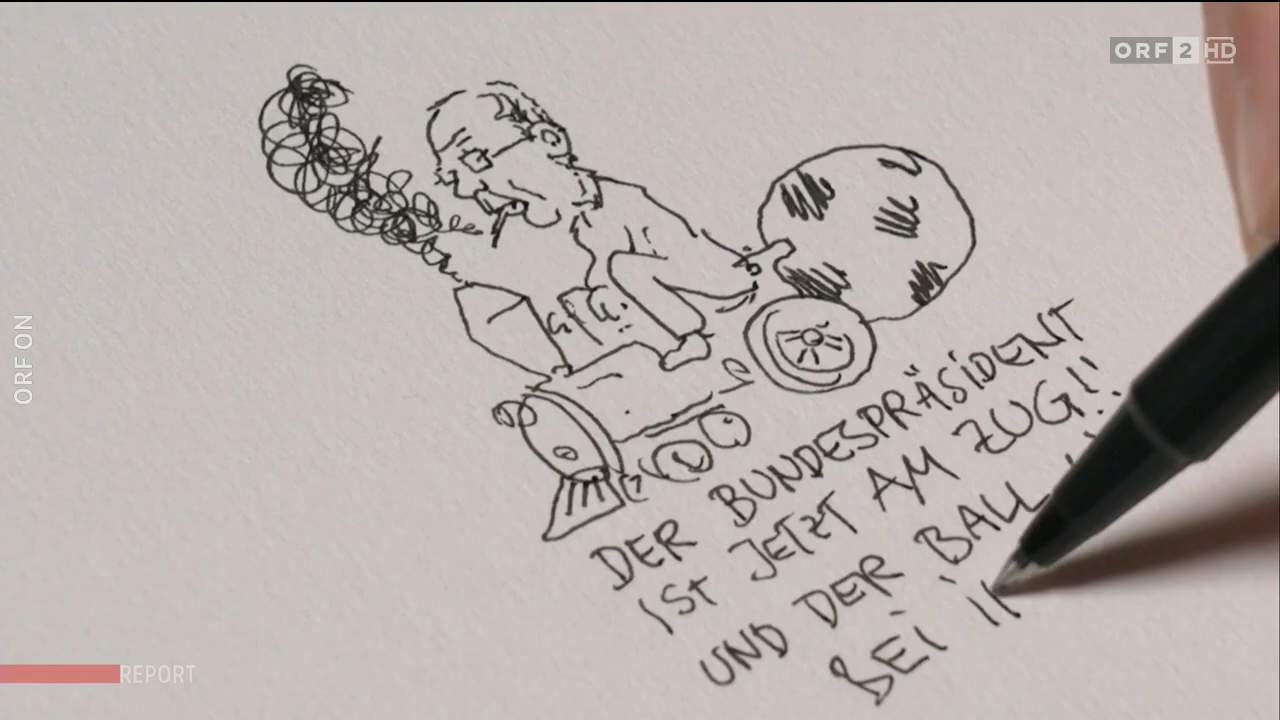 ORF 2 HD
ORF ON
DER BUNDESPRÄSIDENT
IST JETZT AM ZUG!!
UND DER BALL
BEI
REPORT